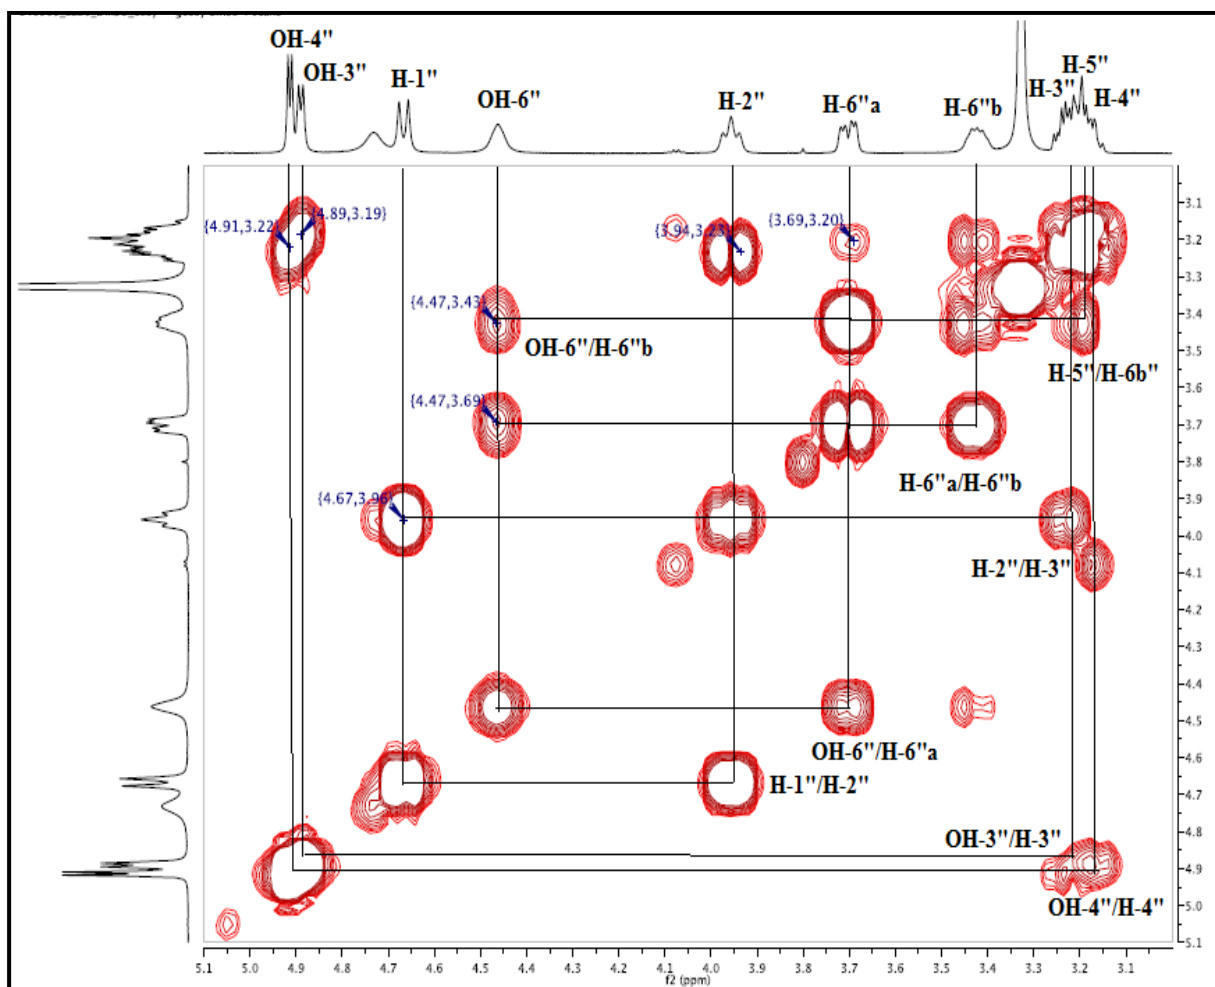 OH-4"
OH-3"
H-1"
OH-6"
H-2"
H-6"a
H-6"b
H-3"
H-5"
H-4"
{4.91,3.22}
{4.89,3.19}
{3.94,3.23}
{3.69,3.20}
{4.47,3.43}
OH-6"/H-6"b
H-5"/H-6b"
{4.47,3.69}
H-6"a/H-6"b
{4.67,3.96}
H-2"/H-3"
OH-6"/H-6"a
H-1"/H-2"
OH-3"/H-3"
OH-4"/H-4"
3.1
3.2
3.3
3.4
3.5
3.6
3.7
3.8
3.9
4.0
4.1
4.2
4.3
4.4
4.5
4.6
4.7
4.8
4.9
5.0
5.1
5.1 5.0 4.9 4.8 4.7 4.6 4.5 4.4 4.3 4.2 4.1 4.0 3.9 3.8 3.7 3.6 3.5 3.4 3.3 3.2 3.1
f2 (ppm)